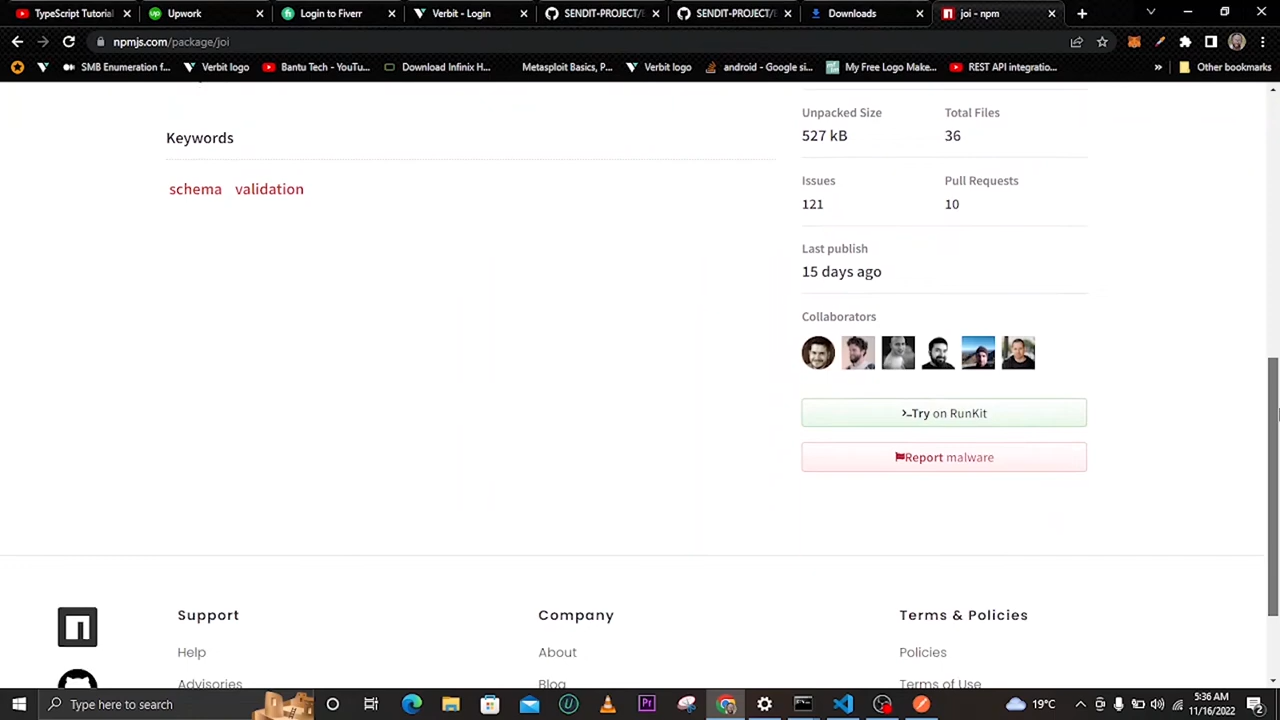 TypeScript Tutorial
Upwork
Login to Fiverr
Verbit - Login
SENDIT-PROJECT/E
SENDIT-PROJECT/E
Downloads
joi - npm
npmjs.com/package/joi
SMB Enumeration f...
Verbit logo
Bantu Tech - YouTu...
Download Infinix H...
Metasploit Basics, P...
Verbit logo
android - Google si...
My Free Logo Make...
REST API integratio...
»
Other bookmarks
Unpacked Size
Total Files
527 kB
36
Keywords
schema validation
Issues
Pull Requests
121
10
Last publish
15 days ago
Collaborators
Try on RunKit
Report malware
Support
Company
Terms & Policies
Help
About
Policies
Advisories
Blog
Terms of Use
Type here to search
19°C
5:36 AM
11/16/2022